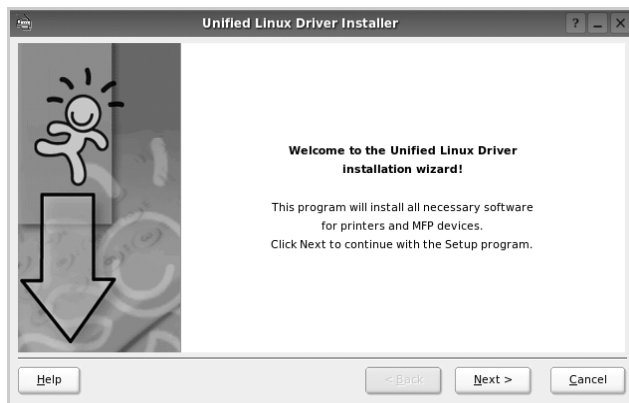 Unified Linux Driver Installer
Welcome to the Unified Linux Driver
installation wizard!
This program will install all necessary software
for printers and MFP devices.
Click Next to continue with the Setup program.
Help
< Back
Next >
Cancel